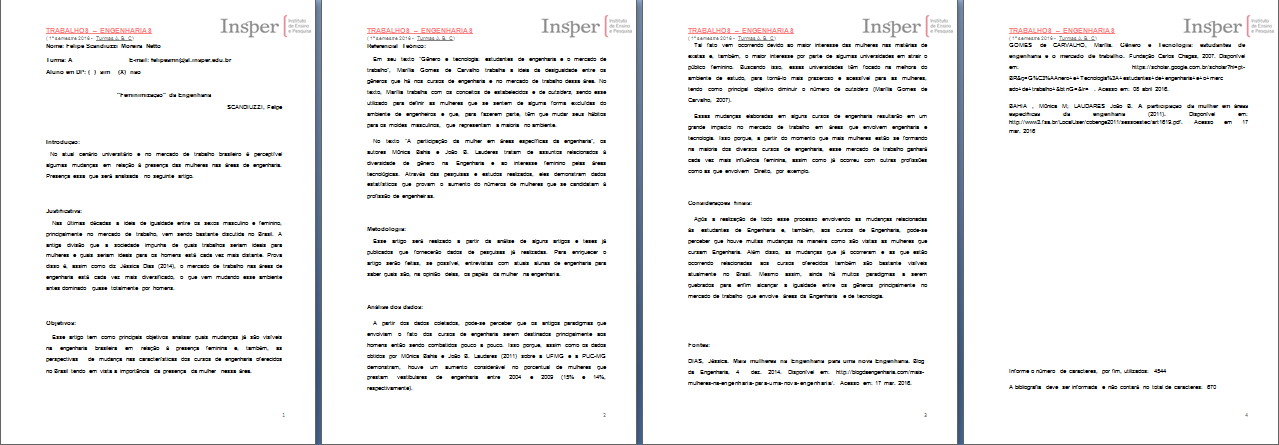 Insper
Instituto
de Ensino
e Pesquisa
TRABALHO3 – ENGENHARIA3
(1º semestre 2016 - Turmas A, B, C)
Nome: Felipe Scandiuzzi Moreira Netto
Turma: A E-mail: felipesmn@al.insper.edu.br
Aluno em DP: ( ) sim (X) não
"Feminimização" da Engenharia
SCANDIUZZI, Felipe
Introdução:
No atual cenário universitário e no mercado de trabalho brasileiro é perceptível
algumas mudanças em relação à presença das mulheres nas áreas de engenharia.
Presença essa que será analisada no seguinte artigo.
Justificativa:
Nas últimas décadas a ideia de igualdade entre os sexos masculino e feminino,
principalmente no mercado de trabalho, vem sendo bastante discutida no Brasil. A
antiga divisão que a sociedade impunha de quais trabalhos seriam ideais para
mulheres e quais seriam ideais para os homens está cada vez mais distante. Prova
disso é, assim como diz Jéssica Dias (2014), o mercado de trabalho nas áreas de
engenharia está cada vez mais diversificado, o que vem mudando esse ambiente
antes dominado quase totalmente por homens.
Objetivos:
Esse artigo tem como principais objetivos analisar quais mudanças já são visíveis
na engenharia brasileira em relação à presença feminina e, também, as
perspectivas de mudança nas características dos cursos de engenharia oferecidos
no Brasil tendo em vista a importância da presença da mulher nessa área.
1
Insper
Instituto
de Ensino
e Pesquisa
TRABALHO3 – ENGENHARIA3
(1º semestre 2016 - Turmas A, B, C)
Referencial Teórico:
Em seu texto "Gênero e tecnologia: estudantes de engenharia e o mercado de
trabalho", Marília Gomes de Carvalho trabalha a ideia da desigualdade entre os
gêneros que há nos cursos de engenharia e no mercado de trabalho dessa área. No
texto, Marília trabalha com os conceitos de estabelecidos e de outsiders, sendo esse
utilizado para definir as mulheres que se sentem de alguma forma excluídas do
ambiente de engenheiros e que, para fazerem parte, têm que mudar seus hábitos
para os moldes masculinos, que representam a maioria no ambiente.
No texto "A participação da mulher em áreas específicas da engenharia", os
autores Mônica Bahia e João B. Lauderes tratam de assuntos relacionados à
diversidade de gênero na Engenharia e ao interesse feminino pelas áreas
tecnológicas. Através das pesquisas e estudos realizados, eles demonstram dados
estatísticos que provam o aumento do números de mulheres que se candidatam à
profissão de engenheiras.
Metodologia:
Esse artigo será realizado a partir da análise de alguns artigos e teses já
publicados que fornecerão dados de pesquisas já realizadas. Para enriquecer o
artigo serão feitas, se possível, entrevistas com atuais alunas de engenharia para
saber quais são, na opinião delas, os papéis da mulher na engenharia.
Análise dos dados:
A partir dos dados coletados, pode-se perceber que os antigos paradigmas que
envolviam o fato dos cursos de engenharia serem destinados principalmente aos
homens então sendo combatidos pouco a pouco. Isso porque, assim como os dados
obtidos por Mônica Bahia e João B. Lauderes (2011) sobre a UFMG e a PUC-MG
demonstram, houve um aumento considerável no porcentual de mulheres que
prestam vestibulares de engenharia entre 2004 e 2009 (15% e 14%,
respectivamente).
2
Insper
Instituto
de Ensino
e Pesquisa
TRABALHO3 – ENGENHARIA3
(1º semestre 2016 - Turmas A, B, C)
Tal fato vem ocorrendo devido ao maior interesse das mulheres nas matérias de
exatas e, também, o maior interesse por parte de algumas universidades em atrair o
público feminino. Buscando isso, essas universidades têm focado na melhora do
ambiente de estudo, para torná-lo mais prazeroso e acessível para as mulheres,
tendo como principal objetivo diminuir o número de outsiders (Marília Gomes de
Carvalho, 2007).
Essas mudanças elaboradas em alguns cursos de engenharia resultarão em um
grande impacto no mercado de trabalho em áreas que envolvem engenharia e
tecnologia. Isso porque, a partir do momento que mais mulheres estão se formando
na maioria dos diversos cursos de engenharia, esse mercado de trabalho ganhará
cada vez mais influência feminina, assim como já ocorreu com outras profissões
como as que envolvem Direito, por exemplo.
Considerações finais:
Após a realização de todo esse processo envolvendo as mudanças relacionadas
às estudantes de Engenharia e, também, aos cursos de Engenharia, pode-se
perceber que houve muitas mudanças na maneira como são vistas as mulheres que
cursam Engenharia. Além disso, as mudanças que já ocorreram e as que estão
ocorrendo relacionadas aos cursos oferecidos também são bastante visíveis
atualmente no Brasil. Mesmo assim, ainda há muitos paradigmas a serem
quebrados para enfim alcançar a igualdade entre os gêneros principalmente no
mercado de trabalho que envolve áreas da Engenharia e de tecnologia.
Fontes:
DIAS, Jéssica. Mais mulheres na Engenharia para uma nova Engenharia. Blog
da Engenharia, 4 dez. 2014. Disponível em: http://blogdaengenharia.com/mais-
mulheres-na-engenharia-para-uma-nova-engenharia/. Acesso em: 17 mar. 2016.
3
Insper
Instituto
de Ensino
e Pesquisa
TRABALHO3 – ENGENHARIA3
(1º semestre 2016 - Turmas A, B, C)
GOMES de CARVALHO, Marília. Gênero e Tecnologia: estudantes de
engenharia e o mercado de trabalho. Fundação Carlos Chagas, 2007. Disponível
em: https://scholar.google.com.br/scholar?hl=pt-
BR&q=G%C3%AAnero+e+Tecnologia%3A+estudantes+de+engenharia+e+o+merc
ado+de+trabalho+&btnG=&lr= . Acesso em: 05 abril 2016.
BAHIA , Mônica M; LAUDARES João B. A participação da mulher em áreas
específicas da engenharia (2011). Disponível em:
Acesso em 17
mar. 2016
Informe o número de caracteres, por fim, utilizados: 4544
A bibliografia deve ser informada e não contará no total de caracteres: 670
4